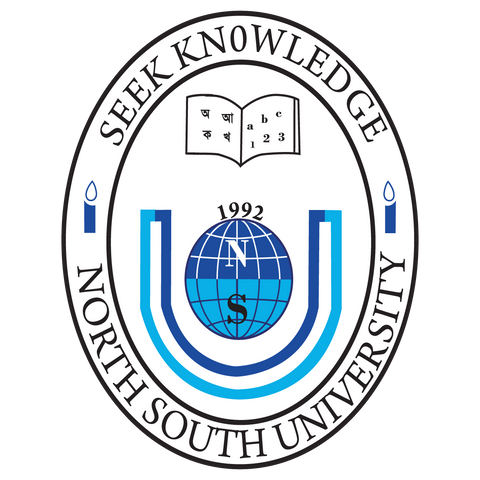 SEEK KN0WLEDGE
অ আ
ক খ
a b c
1 2 3
1992
N
S
NORTH SOUTH UNIVERSITY